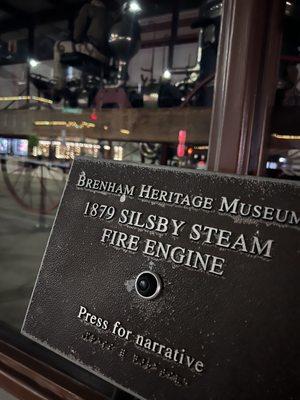 Brenham Heritage Museum
1879 Silsby Steam
Fire Engine
Press for narrative